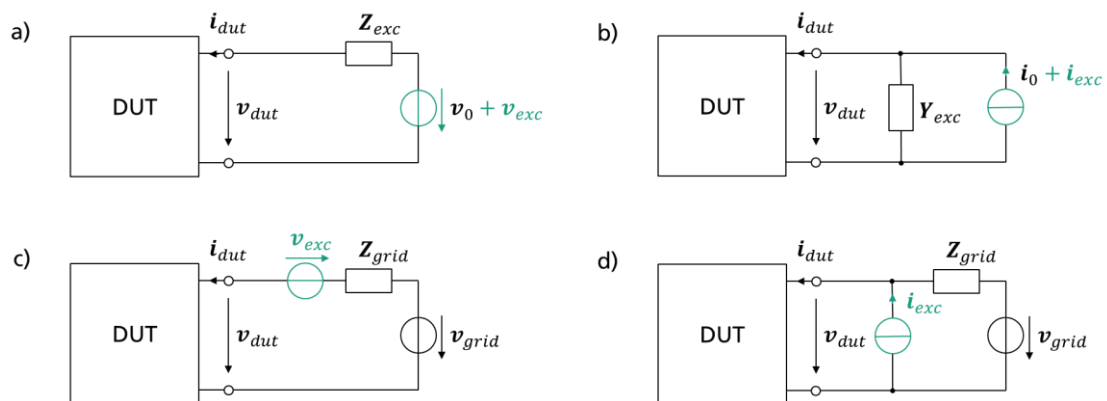 a)
i_dut
Z_exc
DUT
v_dut
v_0 + v_exc
b)
i_dut
DUT
v_dut
Y_exc
i_0 + i_exc
c)
i_dut
v_exc
Z_grid
DUT
v_dut
v_grid
d)
i_dut
Z_grid
i_exc
DUT
v_dut
v_grid